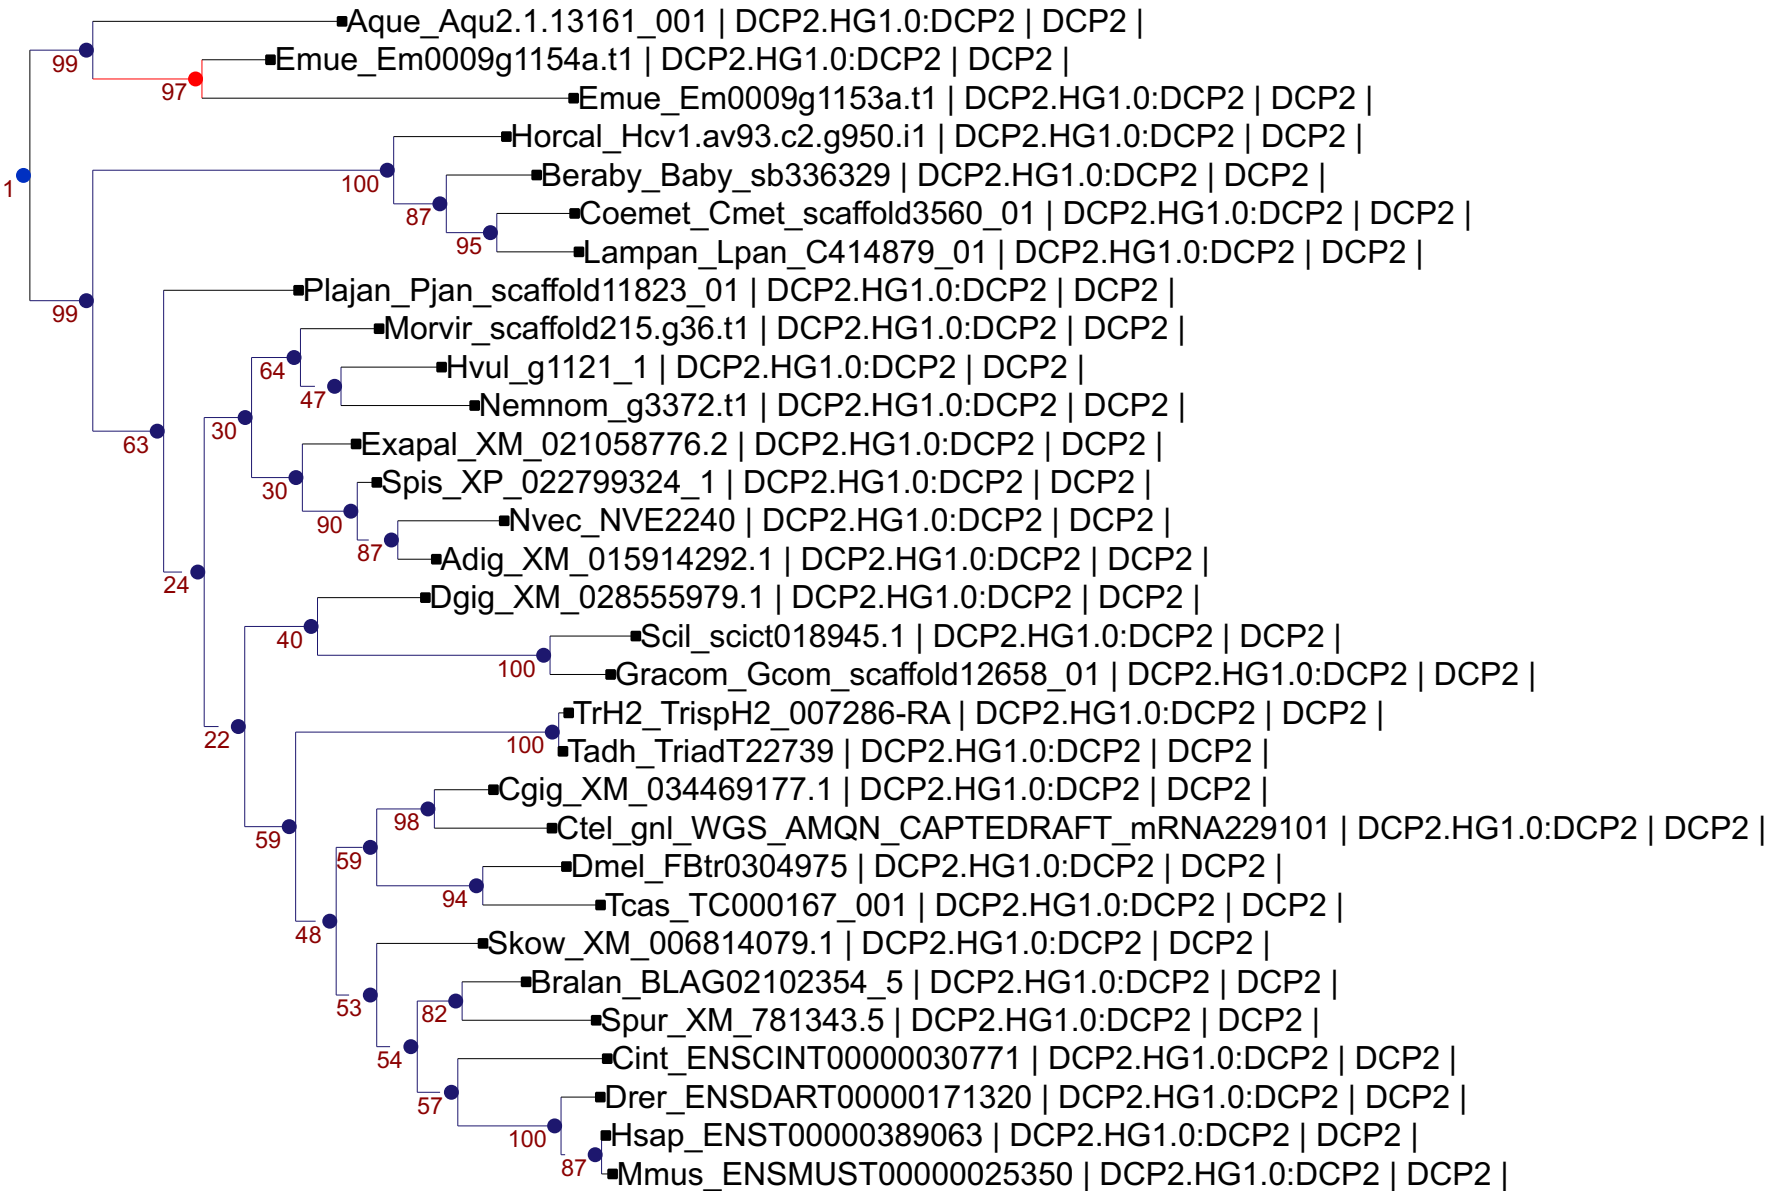 Aque_Aqu2.1.13161_001 | DCP2.HG1.0:DCP2 | DCP2 |
99
Emue_Em0009g1154a.t1 | DCP2.HG1.0:DCP2 | DCP2 |
97
Emue_Em0009g1153a.t1 | DCP2.HG1.0:DCP2 | DCP2 |
Horcal_Hcv1.av93.c2.g950.i1 | DCP2.HG1.0:DCP2 | DCP2 |
1
100
Beraby_Baby_sb336329 | DCP2.HG1.0:DCP2 | DCP2 |
87
Coemet_Cmet_scaffold3560_01 | DCP2.HG1.0:DCP2 | DCP2 |
95
Lampan_Lpan_C414879_01 | DCP2.HG1.0:DCP2 | DCP2 |
Plajan_Pjan_scaffold11823_01 | DCP2.HG1.0:DCP2 | DCP2 |
99
Morvir_scaffold215.g36.t1 | DCP2.HG1.0:DCP2 | DCP2 |
64
Hvul_g1121_1 | DCP2.HG1.0:DCP2 | DCP2 |
47
Nemnom_g3372.t1 | DCP2.HG1.0:DCP2 | DCP2 |
30
63
Exapal_XM_021058776.2 | DCP2.HG1.0:DCP2 | DCP2 |
30
Spis_XP_022799324_1 | DCP2.HG1.0:DCP2 | DCP2 |
90
Nvec_NVE2240 | DCP2.HG1.0:DCP2 | DCP2 |
87
Adig_XM_015914292.1 | DCP2.HG1.0:DCP2 | DCP2 |
24
Dgig_XM_028555979.1 | DCP2.HG1.0:DCP2 | DCP2 |
40
Scil_scict018945.1 | DCP2.HG1.0:DCP2 | DCP2 |
100
Gracom_Gcom_scaffold12658_01 | DCP2.HG1.0:DCP2 | DCP2 |
TrH2_TrispH2_007286-RA | DCP2.HG1.0:DCP2 | DCP2 |
22
100
Tadh_TriadT22739 | DCP2.HG1.0:DCP2 | DCP2 |
Cgig_XM_034469177.1 | DCP2.HG1.0:DCP2 | DCP2 |
98
Ctel_gnl_WGS_AMQN_CAPTEDRAFT_mRNA229101 | DCP2.HG1.0:DCP2 | DCP2 |
59
59
Dmel_FBtr0304975 | DCP2.HG1.0:DCP2 | DCP2 |
94
Tcas_TC000167_001 | DCP2.HG1.0:DCP2 | DCP2 |
48
Skow_XM_006814079.1 | DCP2.HG1.0:DCP2 | DCP2 |
Bralan_BLAG02102354_5 | DCP2.HG1.0:DCP2 | DCP2 |
53
82
Spur_XM_781343.5 | DCP2.HG1.0:DCP2 | DCP2 |
54
Cint_ENSCINT00000030771 | DCP2.HG1.0:DCP2 | DCP2 |
57
Drer_ENSDART00000171320 | DCP2.HG1.0:DCP2 | DCP2 |
100
Hsap_ENST00000389063 | DCP2.HG1.0:DCP2 | DCP2 |
87
Mmus_ENSMUST00000025350 | DCP2.HG1.0:DCP2 | DCP2 |